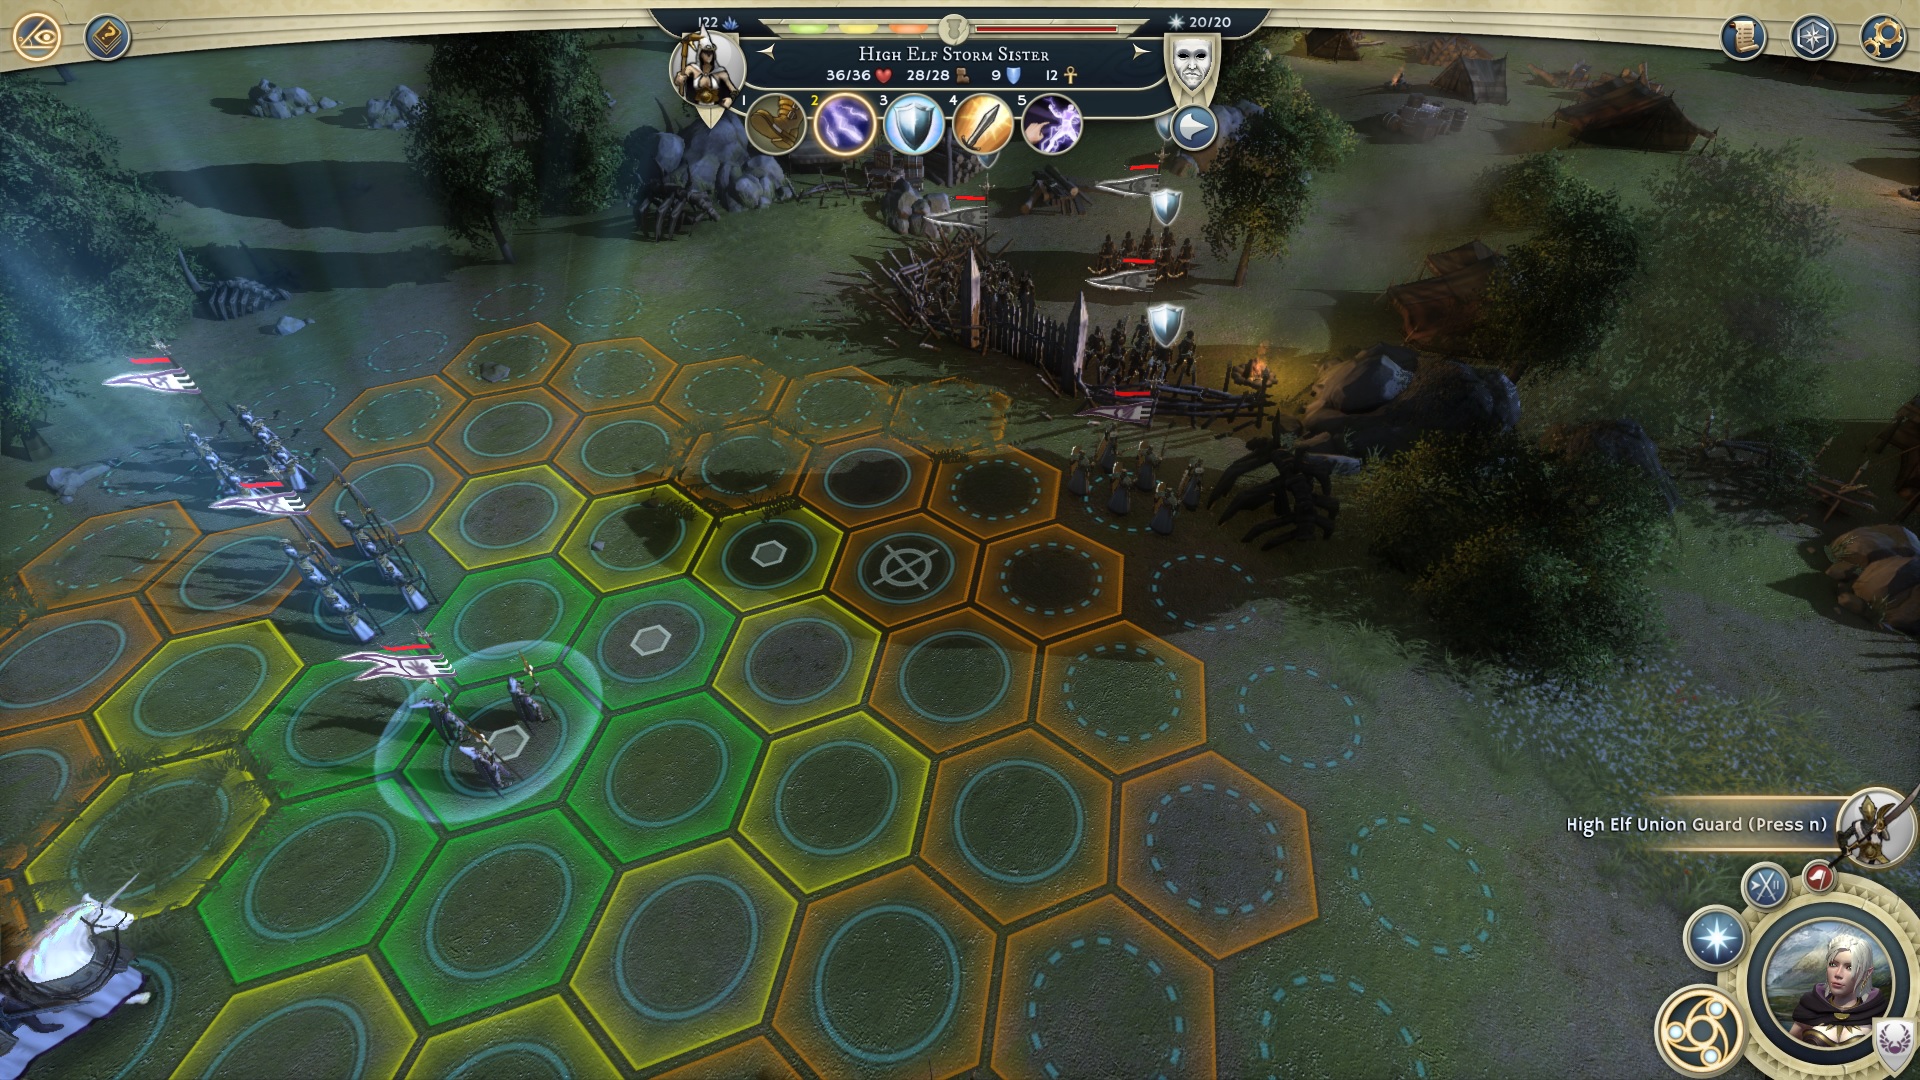 122
20/20
High Elf Storm Sister
36/36 28/28 9 12
1 2 3 4 5
High Elf Union Guard (Press n)